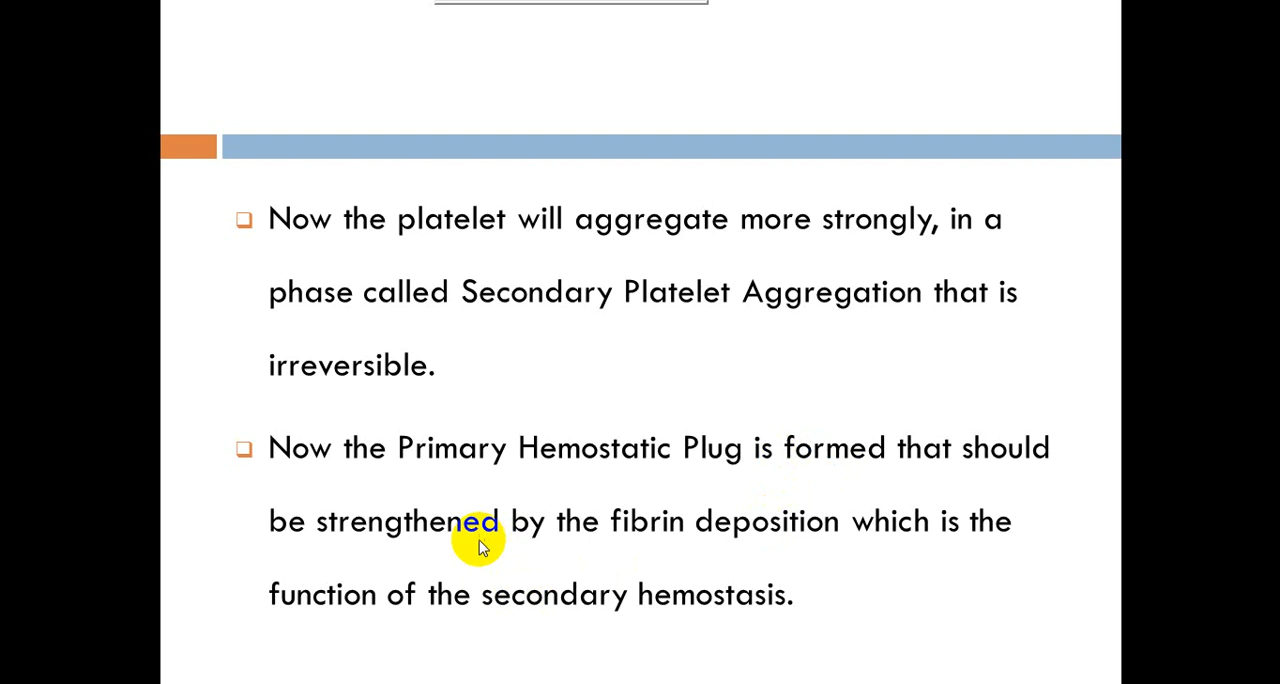 Now the platelet will aggregate more strongly, in a
phase called Secondary Platelet Aggregation that is
irreversible.
Now the Primary Hemostatic Plug is formed that should
be strengthened by the fibrin deposition which is the
function of the secondary hemostasis.